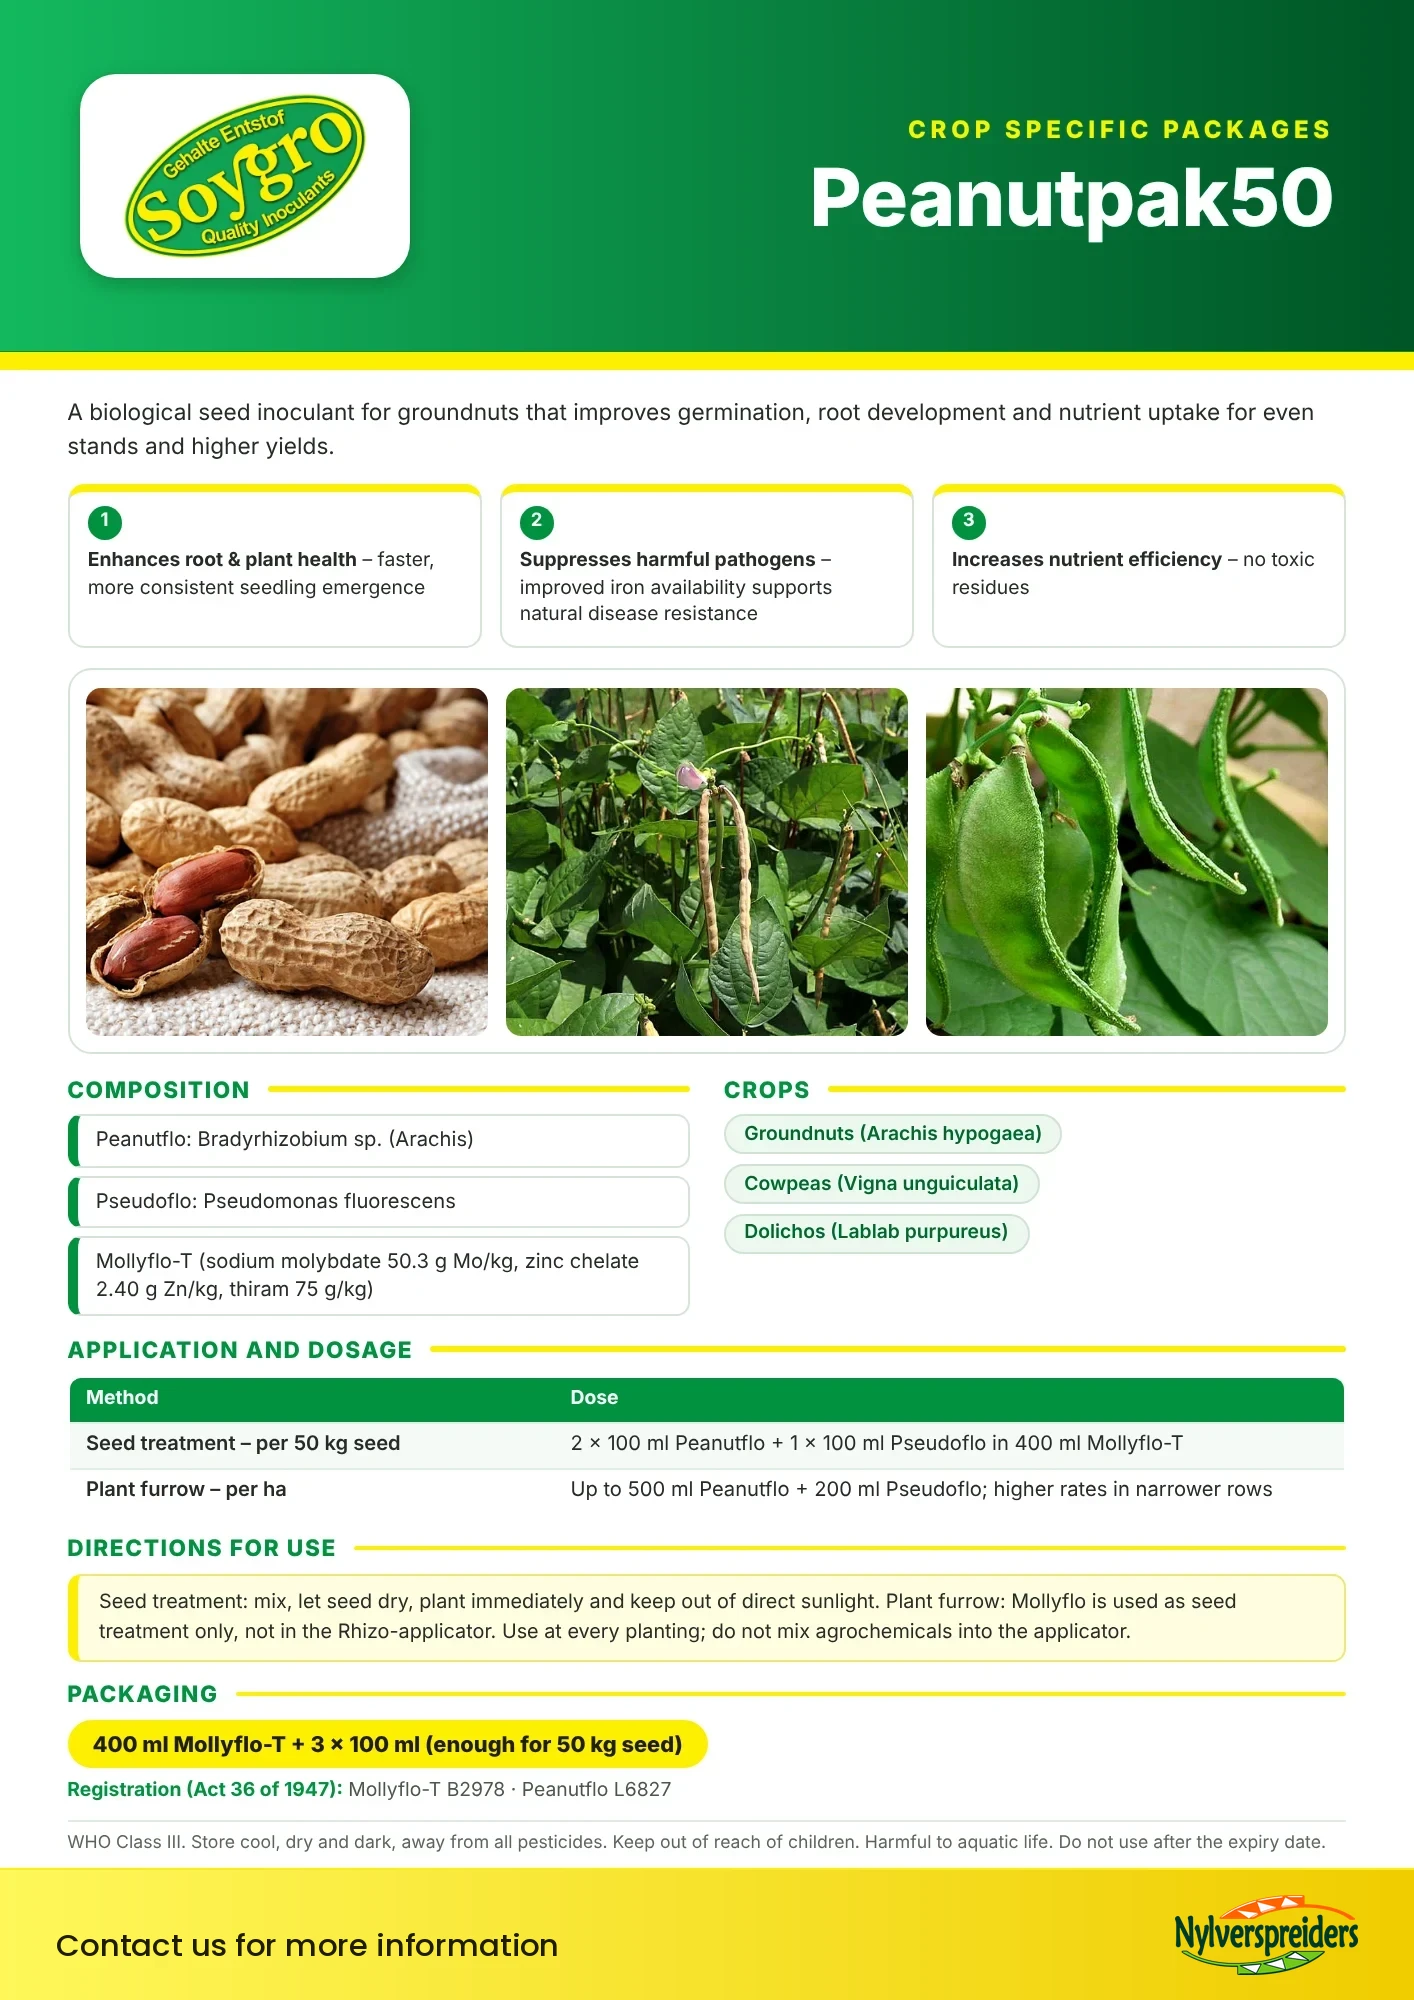 Gehalte Entstof
Soygro
Quality Inoculants
CROP SPECIFIC PACKAGES
Peanutpak50
A biological seed inoculant for groundnuts that improves germination, root development and nutrient uptake for even
stands and higher yields.
1
Enhances root & plant health – faster,
more consistent seedling emergence
2
Suppresses harmful pathogens –
improved iron availability supports
natural disease resistance
3
Increases nutrient efficiency – no toxic
residues
COMPOSITION
Peanutflo: Bradyrhizobium sp. (Arachis)
Pseudoflo: Pseudomonas fluorescens
Mollyflo-T (sodium molybdate 50.3 g Mo/kg, zinc chelate
2.40 g Zn/kg, thiram 75 g/kg)
CROPS
Groundnuts (Arachis hypogaea)
Cowpeas (Vigna unguiculata)
Dolichos (Lablab purpureus)
APPLICATION AND DOSAGE
Method Dose
Seed treatment – per 50 kg seed 2 × 100 ml Peanutflo + 1 × 100 ml Pseudoflo in 400 ml Mollyflo-T
Plant furrow – per ha Up to 500 ml Peanutflo + 200 ml Pseudoflo; higher rates in narrower rows
DIRECTIONS FOR USE
Seed treatment: mix, let seed dry, plant immediately and keep out of direct sunlight. Plant furrow: Mollyflo is used as seed
treatment only, not in the Rhizo-applicator. Use at every planting; do not mix agrochemicals into the applicator.
PACKAGING
400 ml Mollyflo-T + 3 × 100 ml (enough for 50 kg seed)
Registration (Act 36 of 1947): Mollyflo-T B2978 · Peanutflo L6827
WHO Class III. Store cool, dry and dark, away from all pesticides. Keep out of reach of children. Harmful to aquatic life. Do not use after the expiry date.
Contact us for more information
Nylverspreiders